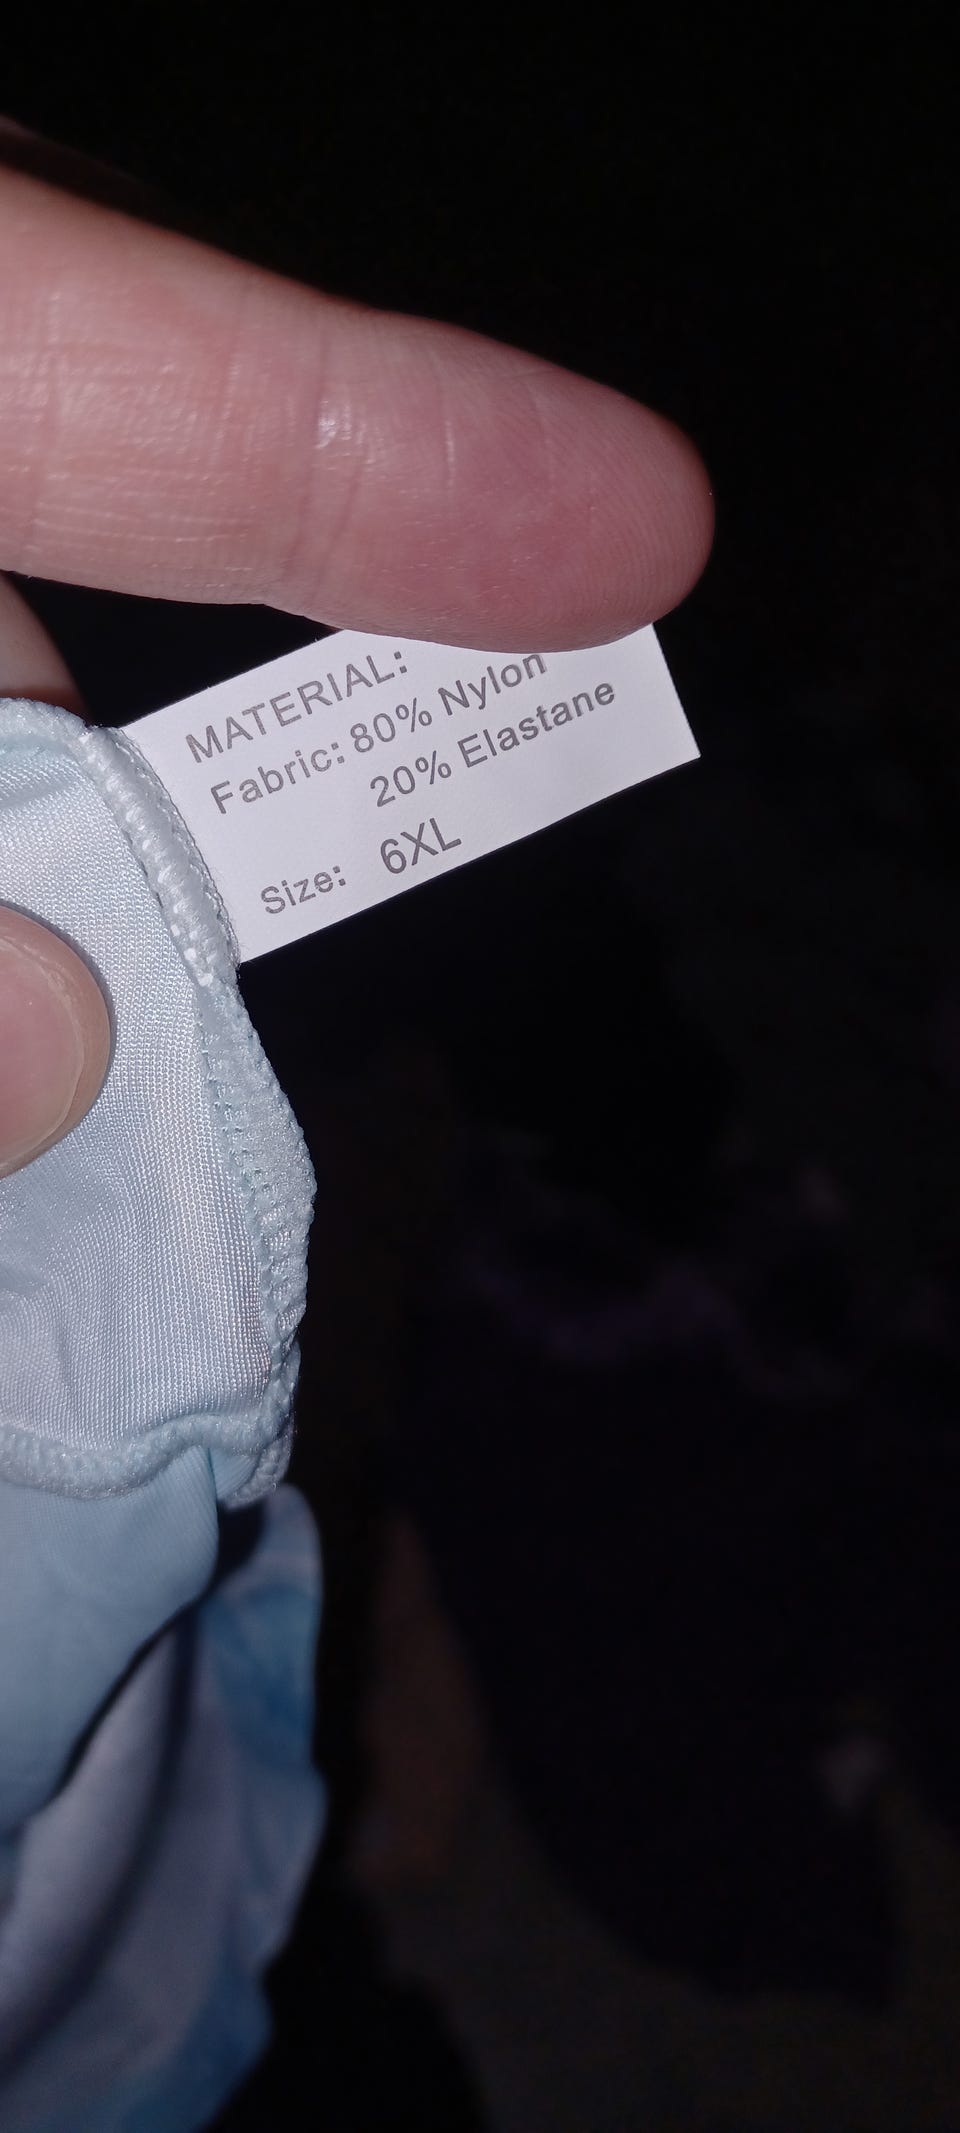 MATERIAL:
Fabric: 80% Nylon
20% Elastane
Size: 6XL